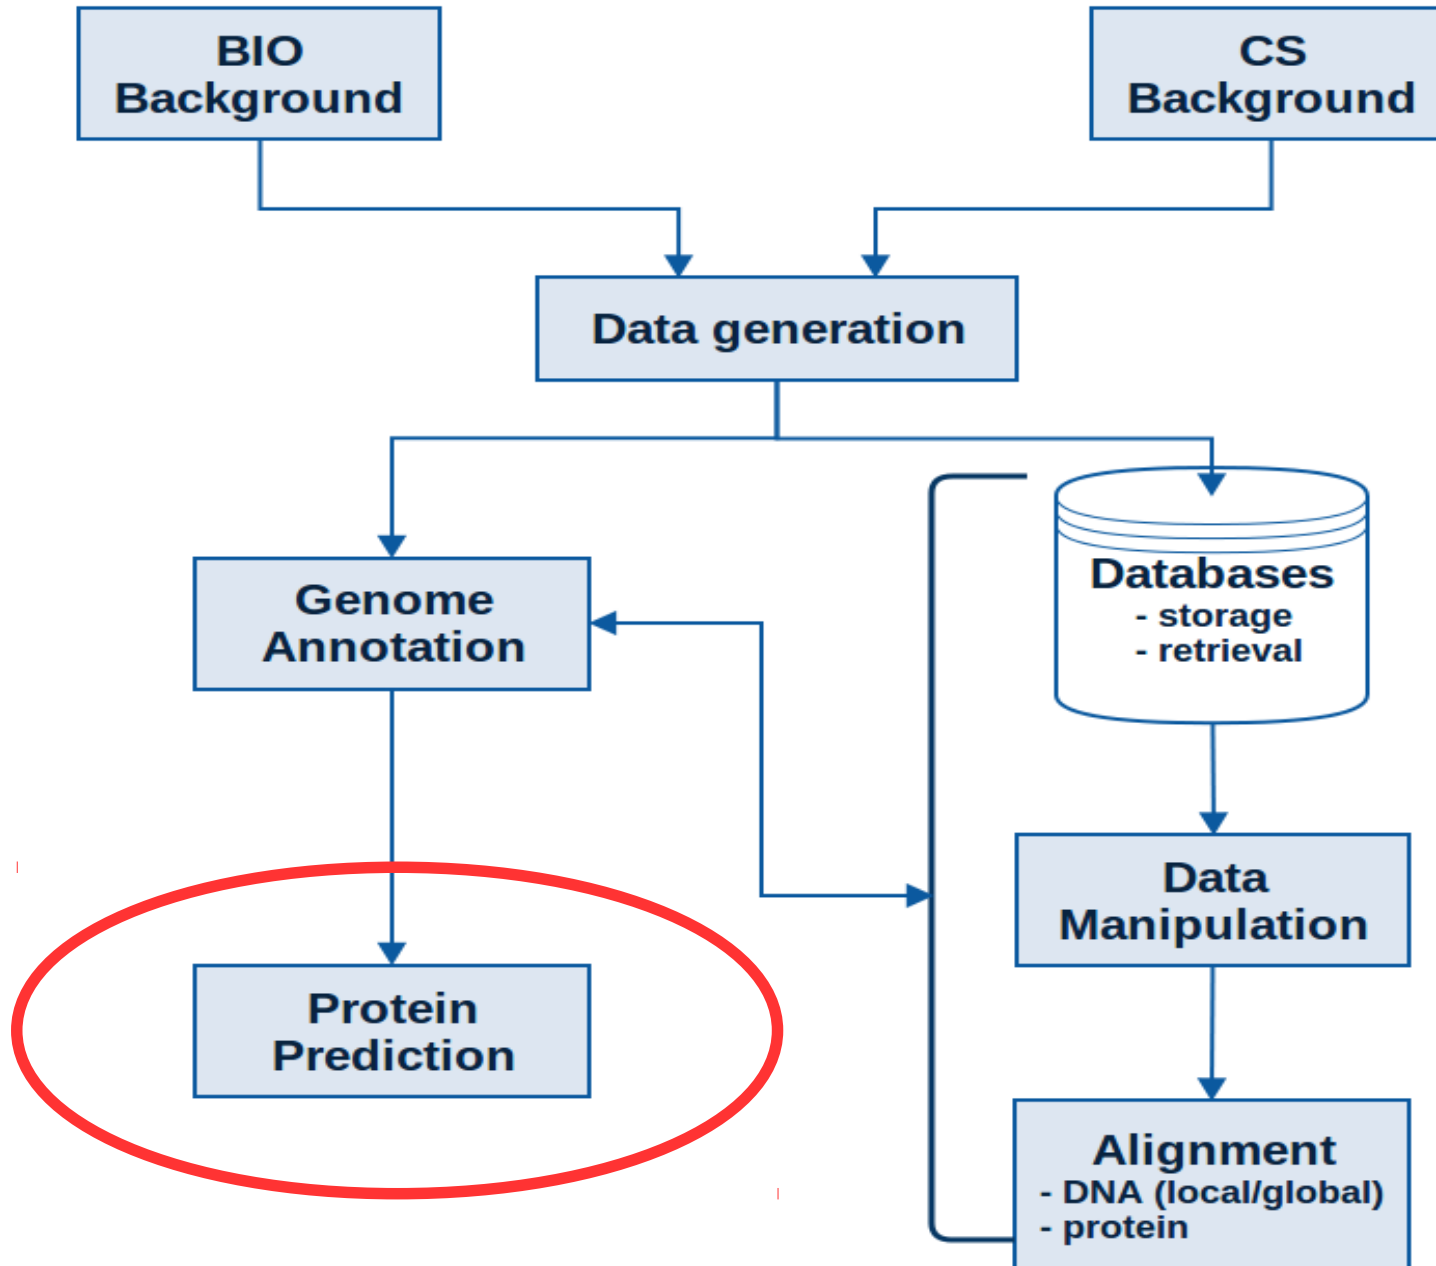 BIO
Background
CS
Background
Data generation
Genome
Annotation
Databases
- storage
- retrieval
Data
Manipulation
Protein
Prediction
Alignment
- DNA (local/global)
- protein